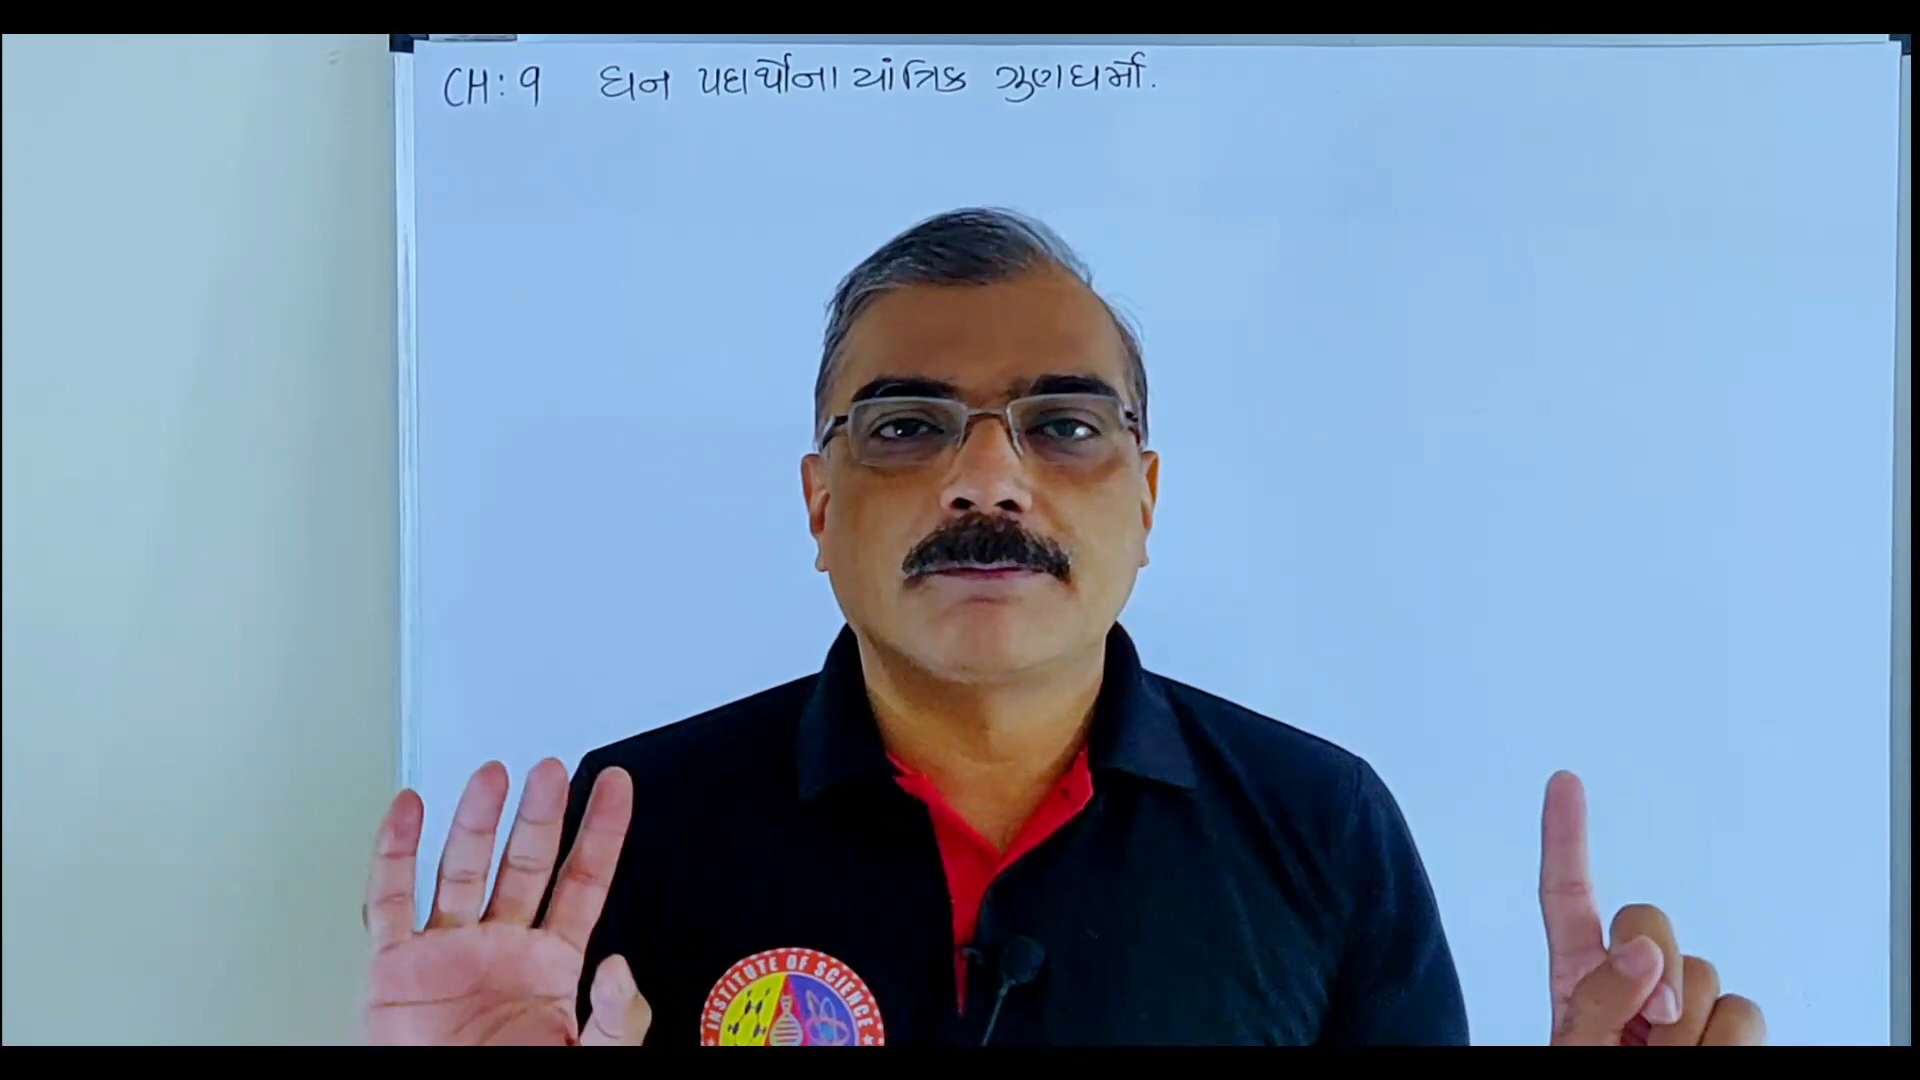 CH: 9 ઘન પદાર્થોના યાંત્રિક ગુણધર્મો.
INSTITUTE OF SCIENCE